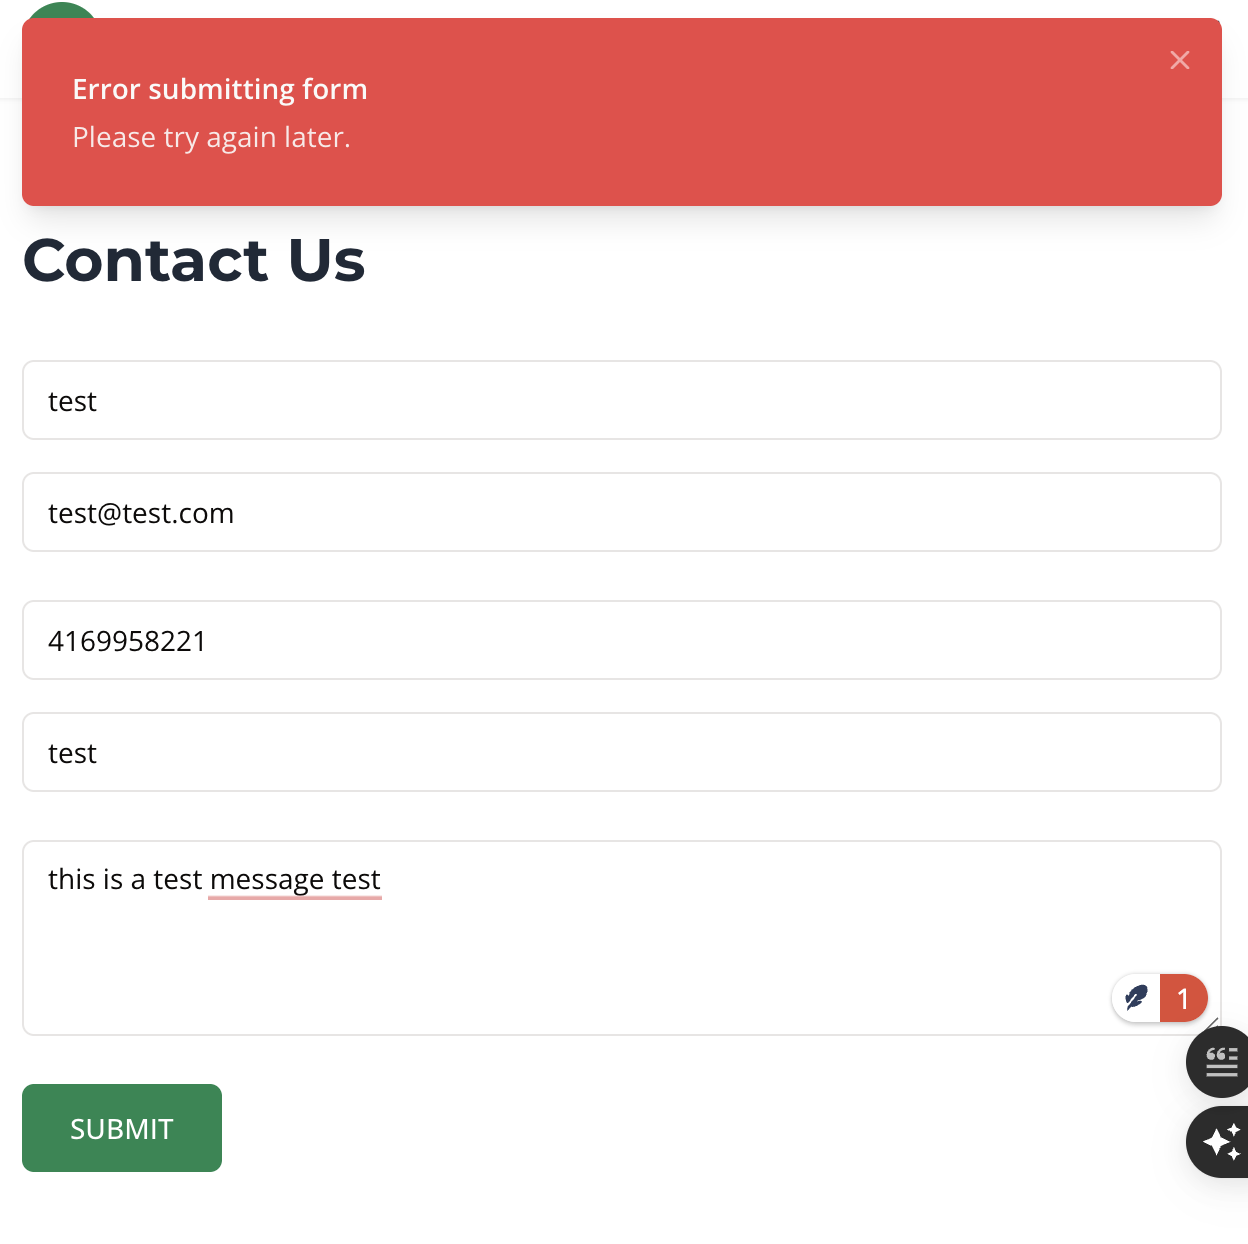 Error submitting form
Please try again later.
Contact Us
test
test@test.com
4169958221
test
this is a test message test
1
SUBMIT